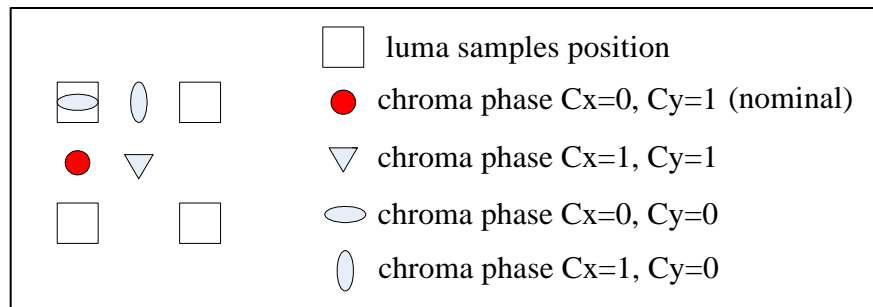 luma samples position
chroma phase Cx=0, Cy=1 (nominal)
chroma phase Cx=1, Cy=1
chroma phase Cx=0, Cy=0
chroma phase Cx=1, Cy=0